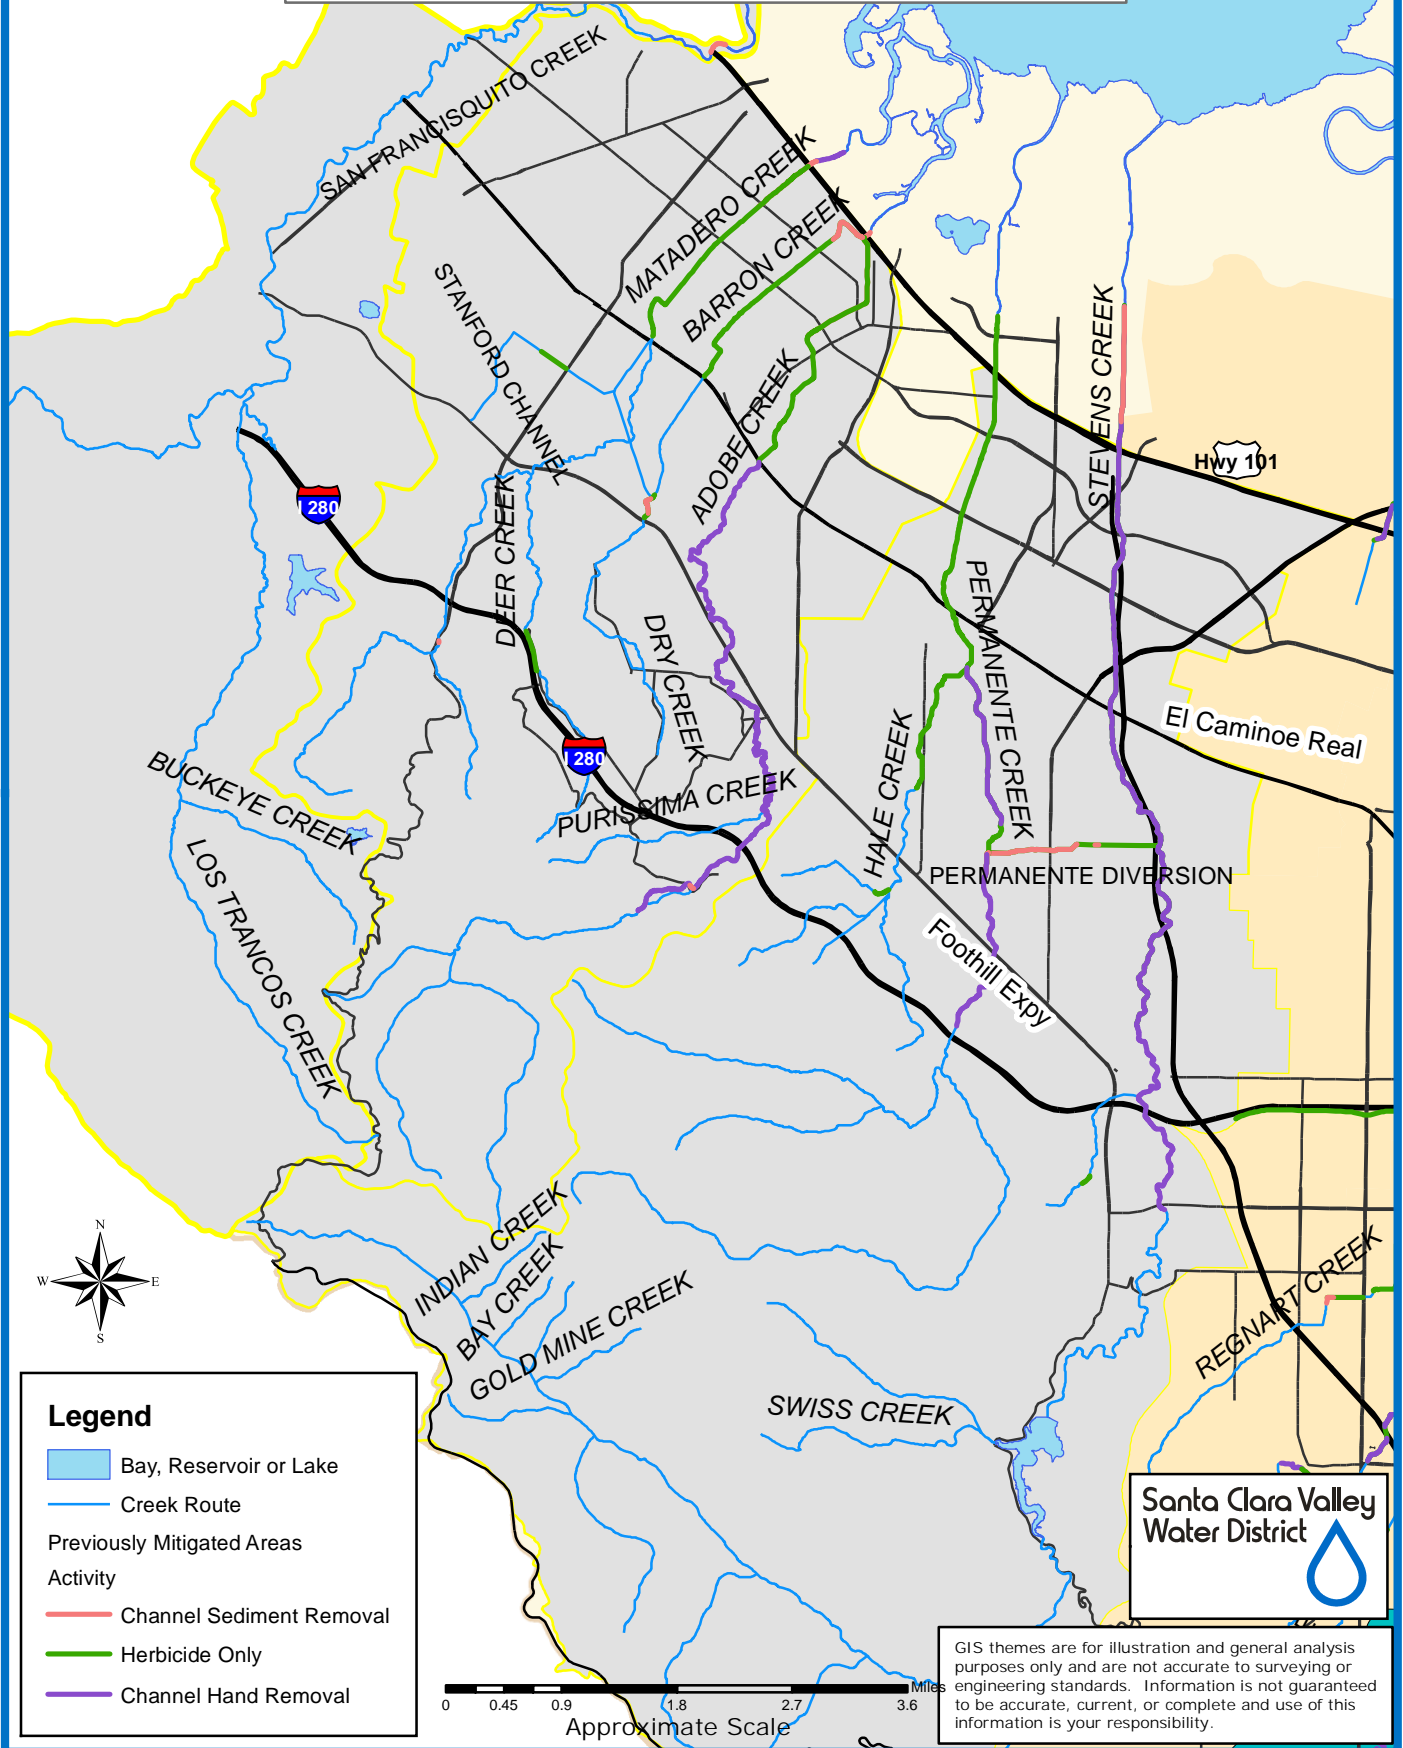 SAN FRANCISQUITO CREEK
MATADERO CREEK
BARRON CREEK
STANFORD CHANNEL
STEVENS CREEK
ADOBE CREEK
Hwy 101
I 280
DEER CREEK
PERMANENTE CREEK
DRY CREEK
El Caminoe Real
HALE CREEK
I 280
BUCKEYE CREEK
PURISSIMA CREEK
LOS TRANCOS CREEK
PERMANENTE DIVERSION
Foothill Expy
INDIAN CREEK
BAY CREEK
GOLD MINE CREEK
REGNART CREEK
SWISS CREEK
N
W
E
S
Legend
Bay, Reservoir or Lake
Creek Route
Previously Mitigated Areas
Activity
Channel Sediment Removal
Herbicide Only
Channel Hand Removal
Santa Clara Valley
Water District
0 0.45 0.9 1.8 2.7 3.6 Miles
Approximate Scale
GIS themes are for illustration and general analysis
purposes only and are not accurate to surveying or
engineering standards. Information is not guaranteed
to be accurate, current, or complete and use of this
information is your responsibility.